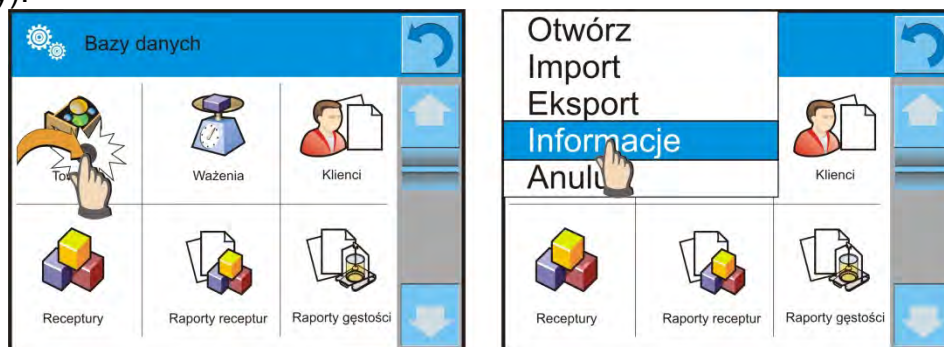 y).
Bazy danych
Ważenia
Klienci
Receptury
Raporty receptur
Raporty gęstości
Otwórz
Import
Eksport
Informacje
Klienci
Receptury
Raporty receptur
Raporty gęstości